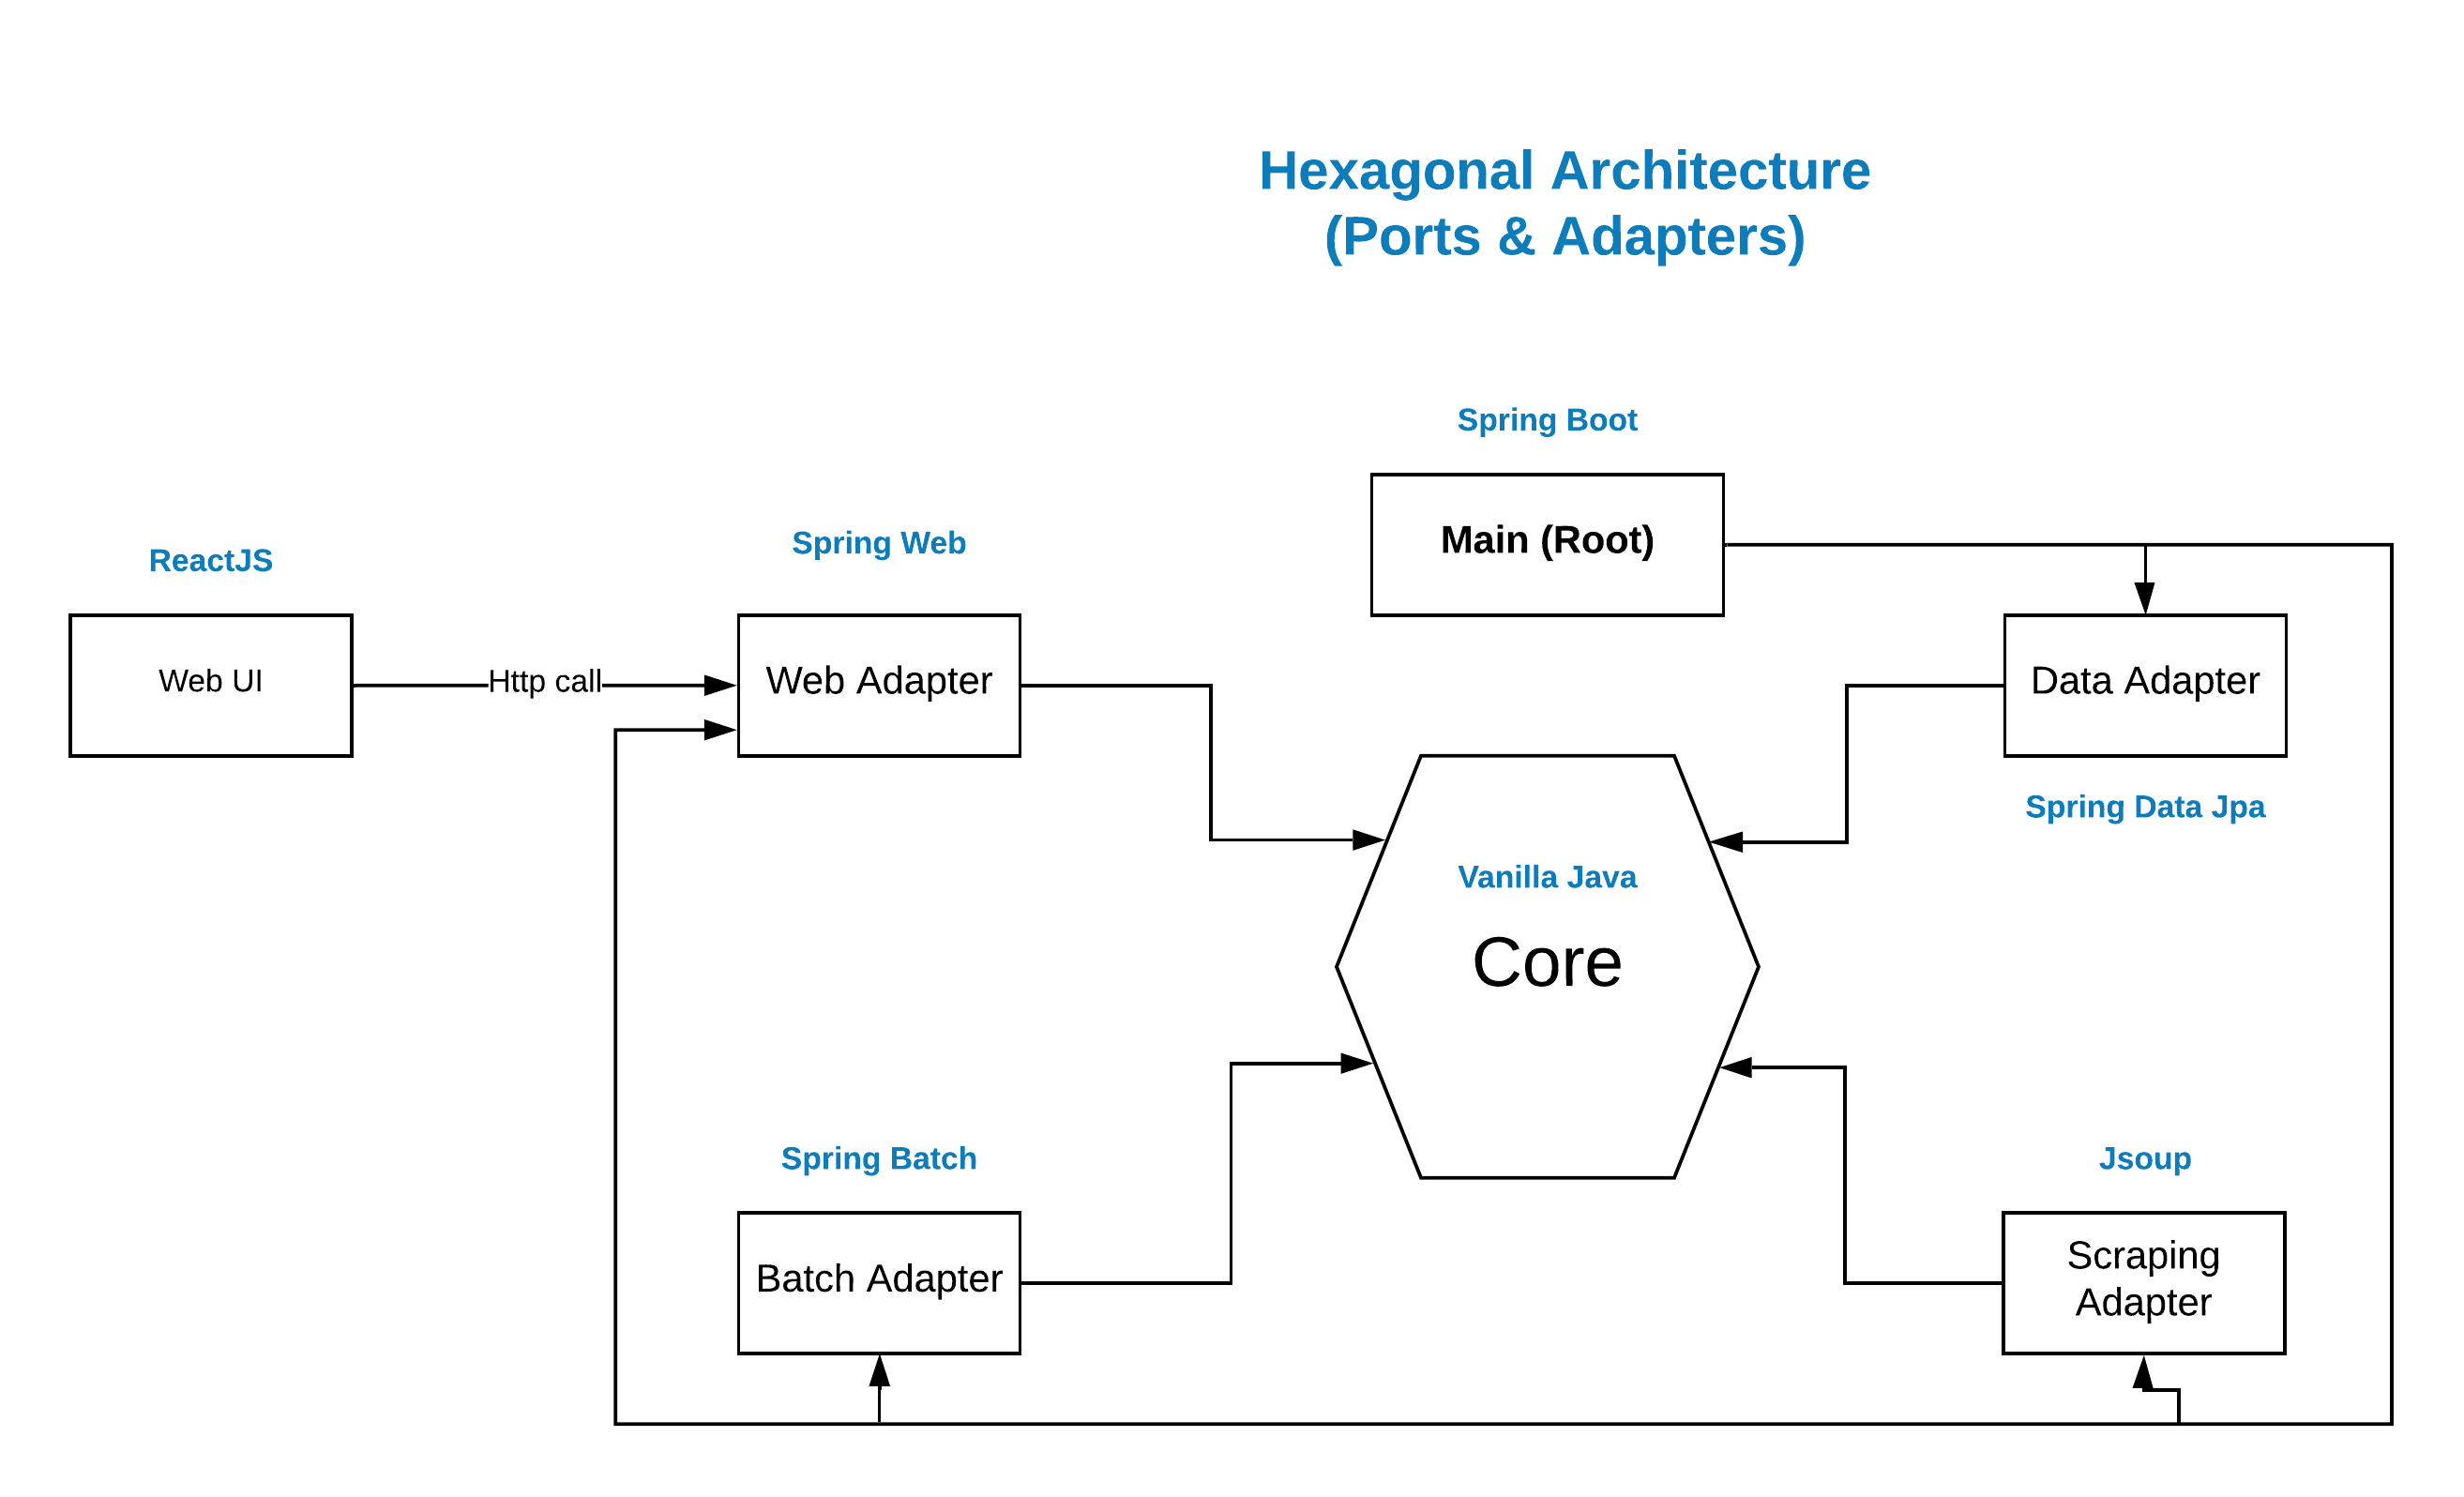 Hexagonal Architecture
(Ports & Adapters)
Spring Boot
Main (Root)
ReactJS
Web UI
Http call
Spring Web
Web Adapter
Data Adapter
Spring Data Jpa
Vanilla Java
Core
Spring Batch
Batch Adapter
Jsoup
Scraping
Adapter